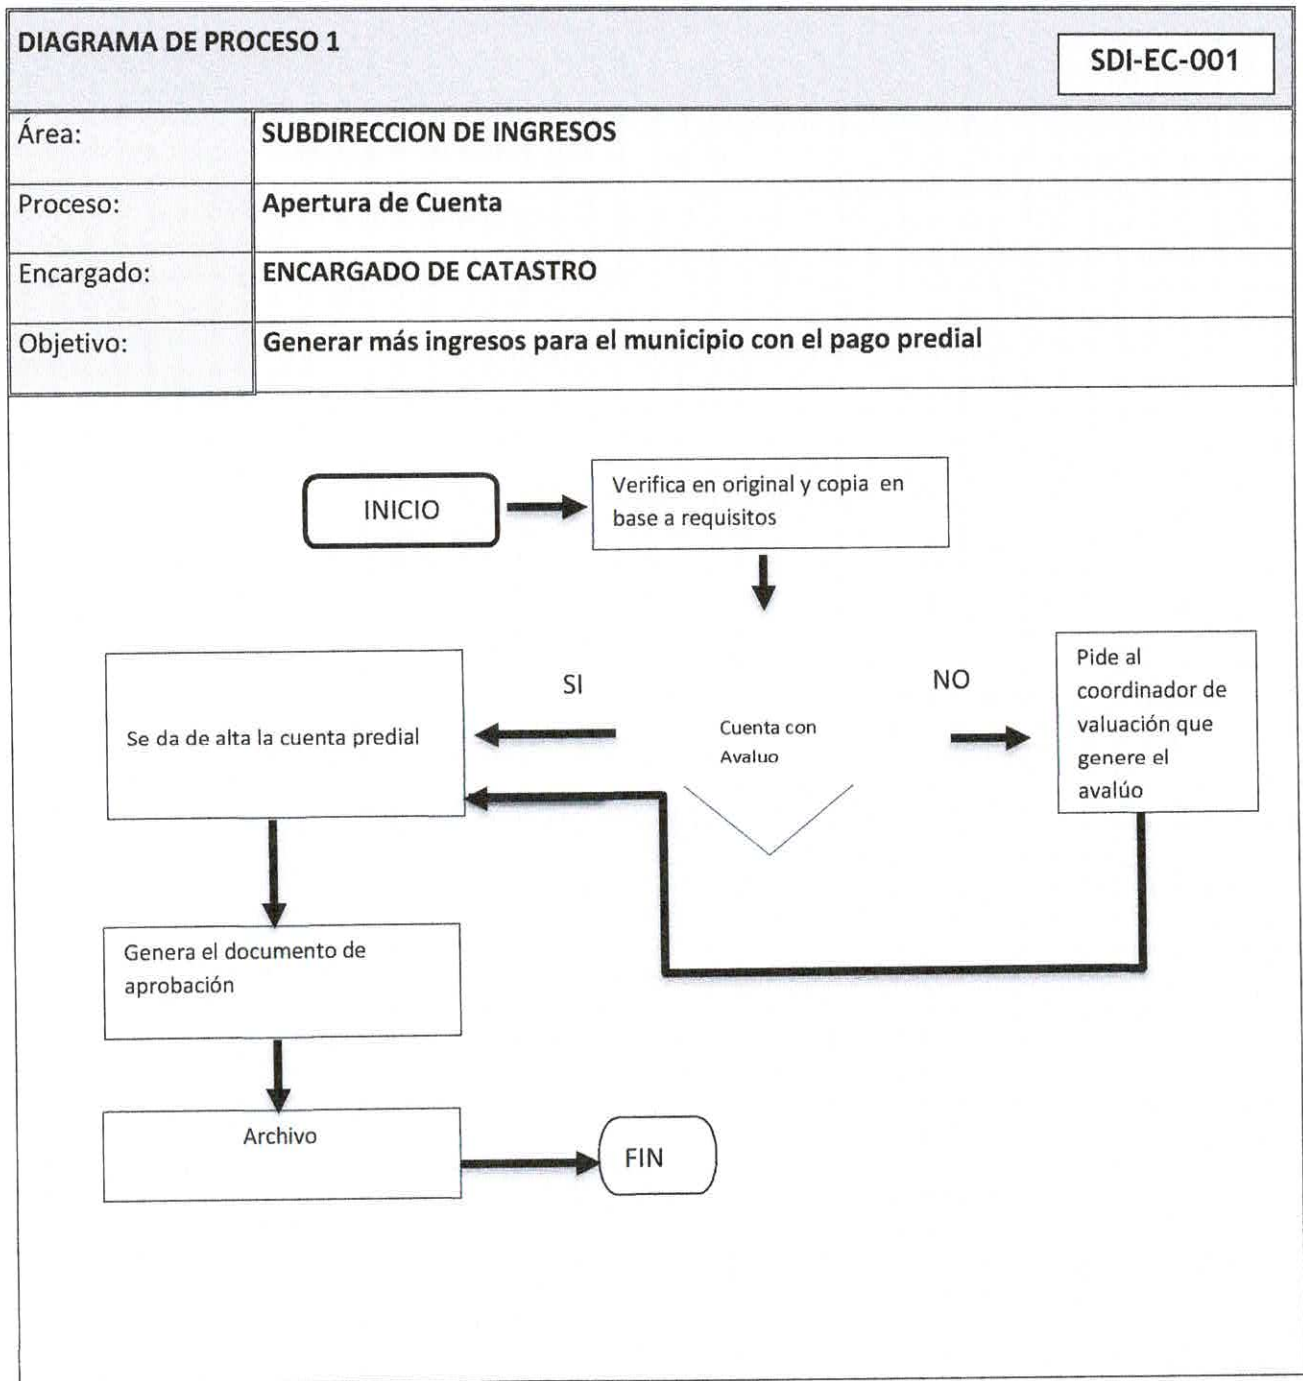 DIAGRAMA DE PROCESO 1
SDI-EC-001
Área:
SUBDIRECCION DE INGRESOS
Proceso:
Apertura de Cuenta
Encargado:
ENCARGADO DE CATASTRO
Objetivo:
Generar más ingresos para el municipio con el pago predial
INICIO
Verifica en original y copia en
base a requisitos
SI
NO
Cuenta con
Avaluo
Pide al
coordinador de
valuación que
genere el
avalúo
Se da de alta la cuenta predial
Genera el documento de
aprobación
Archivo
FIN